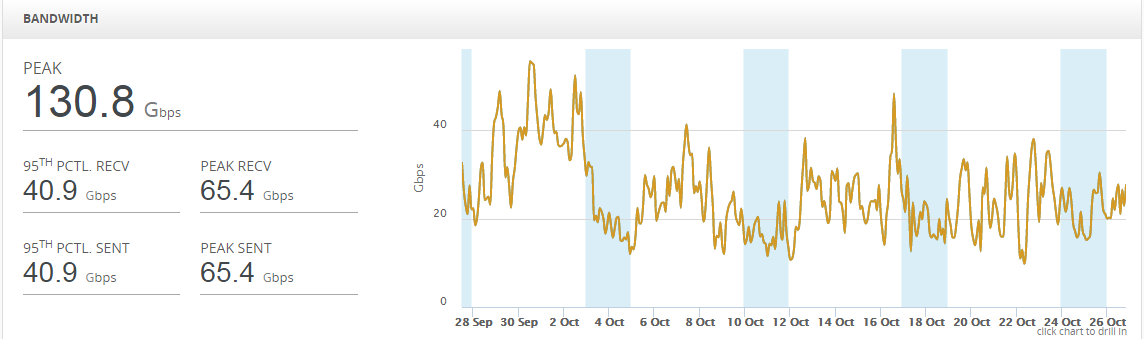 BANDWIDTH
PEAK
130.8 Gbps
95TH PCTL. RECV
40.9 Gbps
PEAK RECV
65.4 Gbps
95TH PCTL. SENT
40.9 Gbps
PEAK SENT
65.4 Gbps
Gbps
40
20
0
28 Sep 30 Sep 2 Oct 4 Oct 6 Oct 8 Oct 10 Oct 12 Oct 14 Oct 16 Oct 18 Oct 20 Oct 22 Oct 24 Oct 26 Oct
click chart to drill in